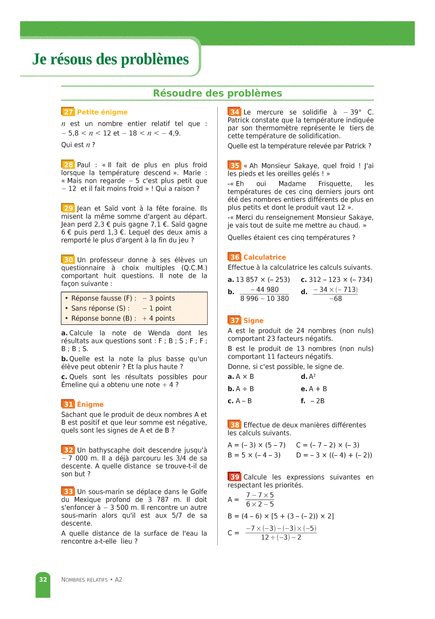 Je résous des problèmes
Résoudre des problèmes
27 Petite énigme
n est un nombre entier relatif tel que :
− 5,8 < n < 12 et − 18 < n < − 4,9.
Qui est n ?
28 Paul : « Il fait de plus en plus froid
lorsque la température descend ». Marie :
« Mais non regarde − 5 c'est plus petit que
− 12 et il fait moins froid » ! Qui a raison ?
29 Jean et Saïd vont à la fête foraine. Ils
misent la même somme d'argent au départ.
Jean perd 2,3 € puis gagne 7,1 €. Saïd gagne
6 € puis perd 1,3 €. Lequel des deux amis a
remporté le plus d'argent à la fin du jeu ?
30 Un professeur donne à ses élèves un
questionnaire à choix multiples (Q.C.M.)
comportant huit questions. Il note de la
façon suivante :
• Réponse fausse (F) : − 3 points
• Sans réponse (S) : − 1 point
• Réponse bonne (B) : + 4 points
a. Calcule la note de Wenda dont les
résultats aux questions sont : F ; B ; S ; F ; F ;
B ; B ; S.
b. Quelle est la note la plus basse qu'un
élève peut obtenir ? Et la plus haute ?
c. Quels sont les résultats possibles pour
Émeline qui a obtenu une note + 4 ?
31 Énigme
Sachant que le produit de deux nombres A et
B est positif et que leur somme est négative,
quels sont les signes de A et de B ?
32 Un bathyscaphe doit descendre jusqu'à
− 7 000 m. Il a déjà parcouru les 3/4 de sa
descente. A quelle distance se trouve-t-il de
son but ?
33 Un sous-marin se déplace dans le Golfe
du Mexique profond de 3 787 m. Il doit
s'enforcer à − 3 500 m. Il rencontre un autre
sous-marin alors qu'il est aux 5/7 de sa
descente.
A quelle distance de la surface de l'eau la
rencontre a-t-elle lieu ?
34 Le mercure se solidifie à − 39° C.
Patrick constate que la température indiquée
par son thermomètre représente le tiers de
cette température de solidification.
Quelle est la température relevée par Patrick ?
35 « Ah Monsieur Sakaye, quel froid ! J'ai
les pieds et les oreilles gelés ! »
-« Eh oui Madame Frisquette, les
températures de ces cinq derniers jours ont
été des nombres entiers différents de plus en
plus petits et dont le produit vaut 12 ».
-« Merci du renseignement Monsieur Sakaye,
je vais tout de suite me mettre au chaud. »
Quelles étaient ces cinq températures ?
36 Calculatrice
Effectue à la calculatrice les calculs suivants.
a. 13 857 × (− 253) c. 312 − 123 × (− 734)
b. − 44 980 / 8 996 − 10 380 d. − 34 × (− 713) / −68
37 Signe
A est le produit de 24 nombres (non nuls)
comportant 23 facteurs négatifs.
B est le produit de 13 nombres (non nuls)
comportant 11 facteurs négatifs.
Donne, si c'est possible, le signe de.
a. A × B d. A²
b. A ÷ B e. A + B
c. A − B f. −2B
38 Effectue de deux manières différentes
les calculs suivants.
A = (− 3) × (5 − 7) C = (− 7 − 2) × (− 3)
B = 5 × (− 4 − 3) D = − 3 × ((− 4) + (− 2))
39 Calcule les expressions suivantes en
respectant les priorités.
A = 7 − 7 × 5 / 6 × 2 − 5
B = (4 − 6) × [5 + (3 − (− 2)) × 2]
C = −7 × (−3) − (−3) × (−5) / 12 ÷ (−3) − 2
32 NOMBRES RELATIFS • A2